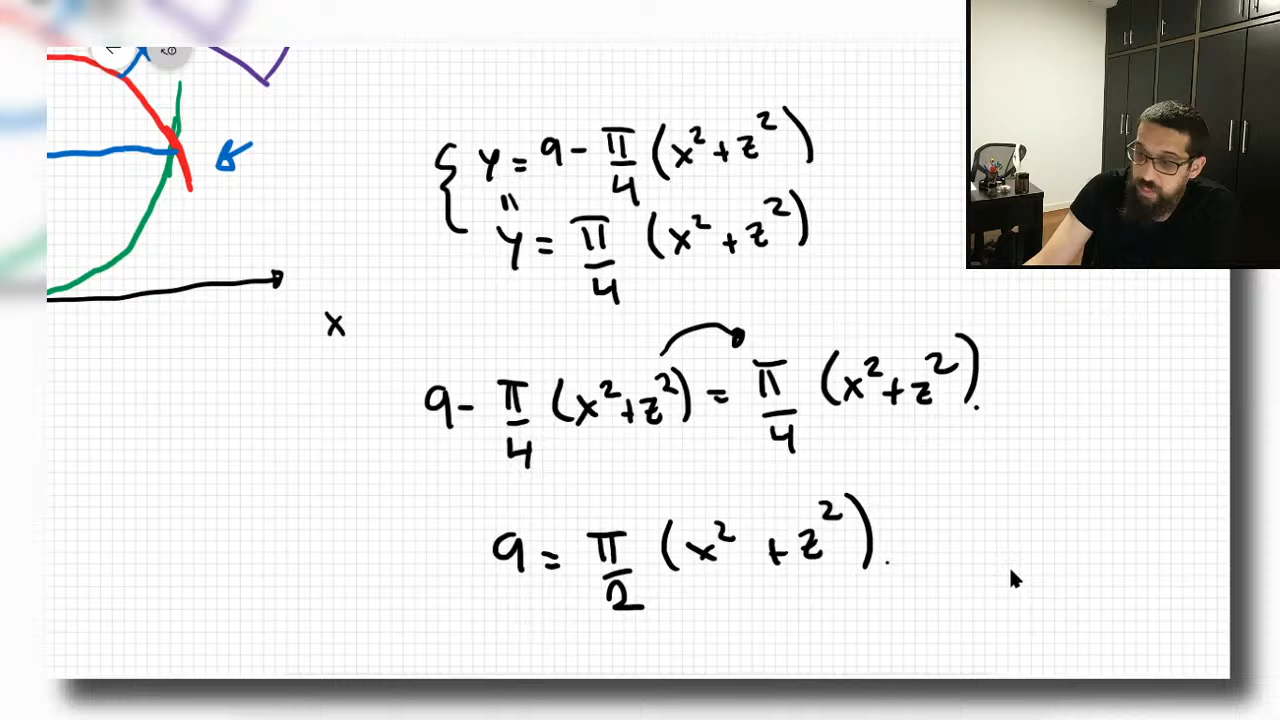 y = 9 - π/4 (x² + z²)
=
y = π/4 (x² + z²)
x
9 - π/4 (x² + z²) = π/4 (x² + z²).
9 = π/2 (x² + z²).